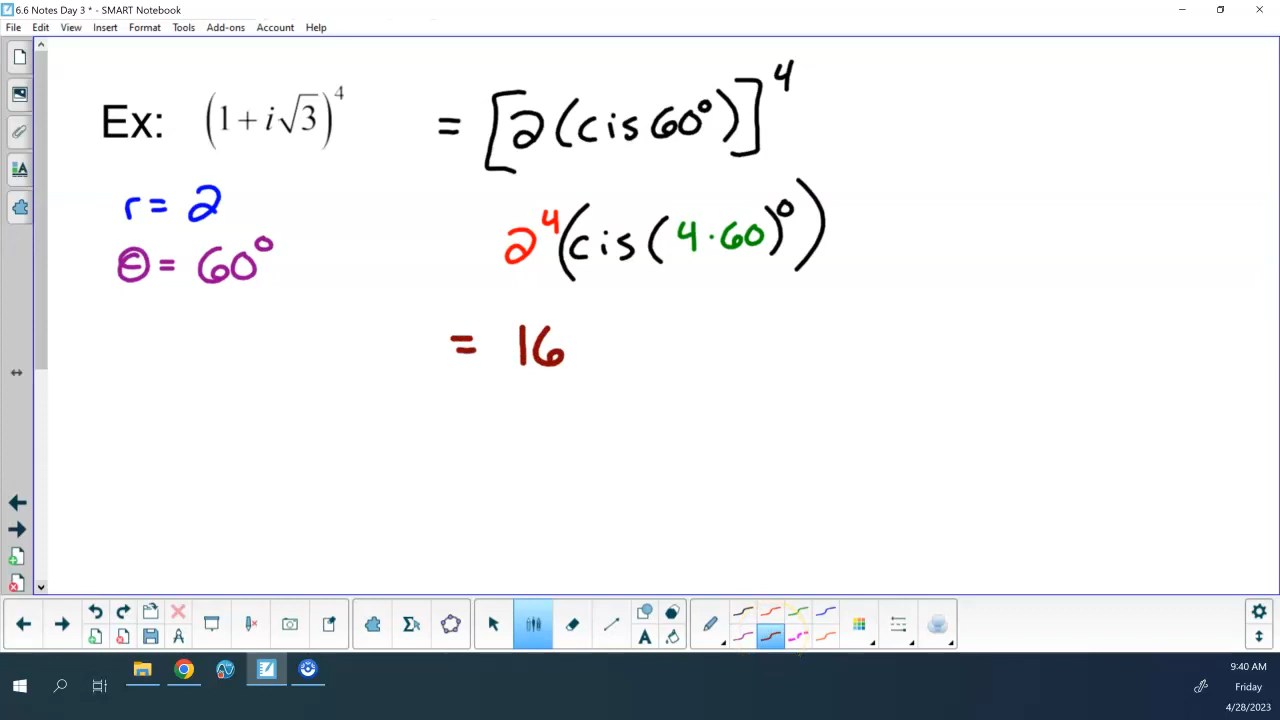 6.6 Notes Day 3 * - SMART Notebook
File Edit View Insert Format Tools Add-ons Account Help
Ex: (1 + i√3)⁴ = [2(cis 60°)]⁴
r = 2
2⁴(cis(4·60)°)
θ = 60°
= 16
9:40 AM
Friday
4/28/2023